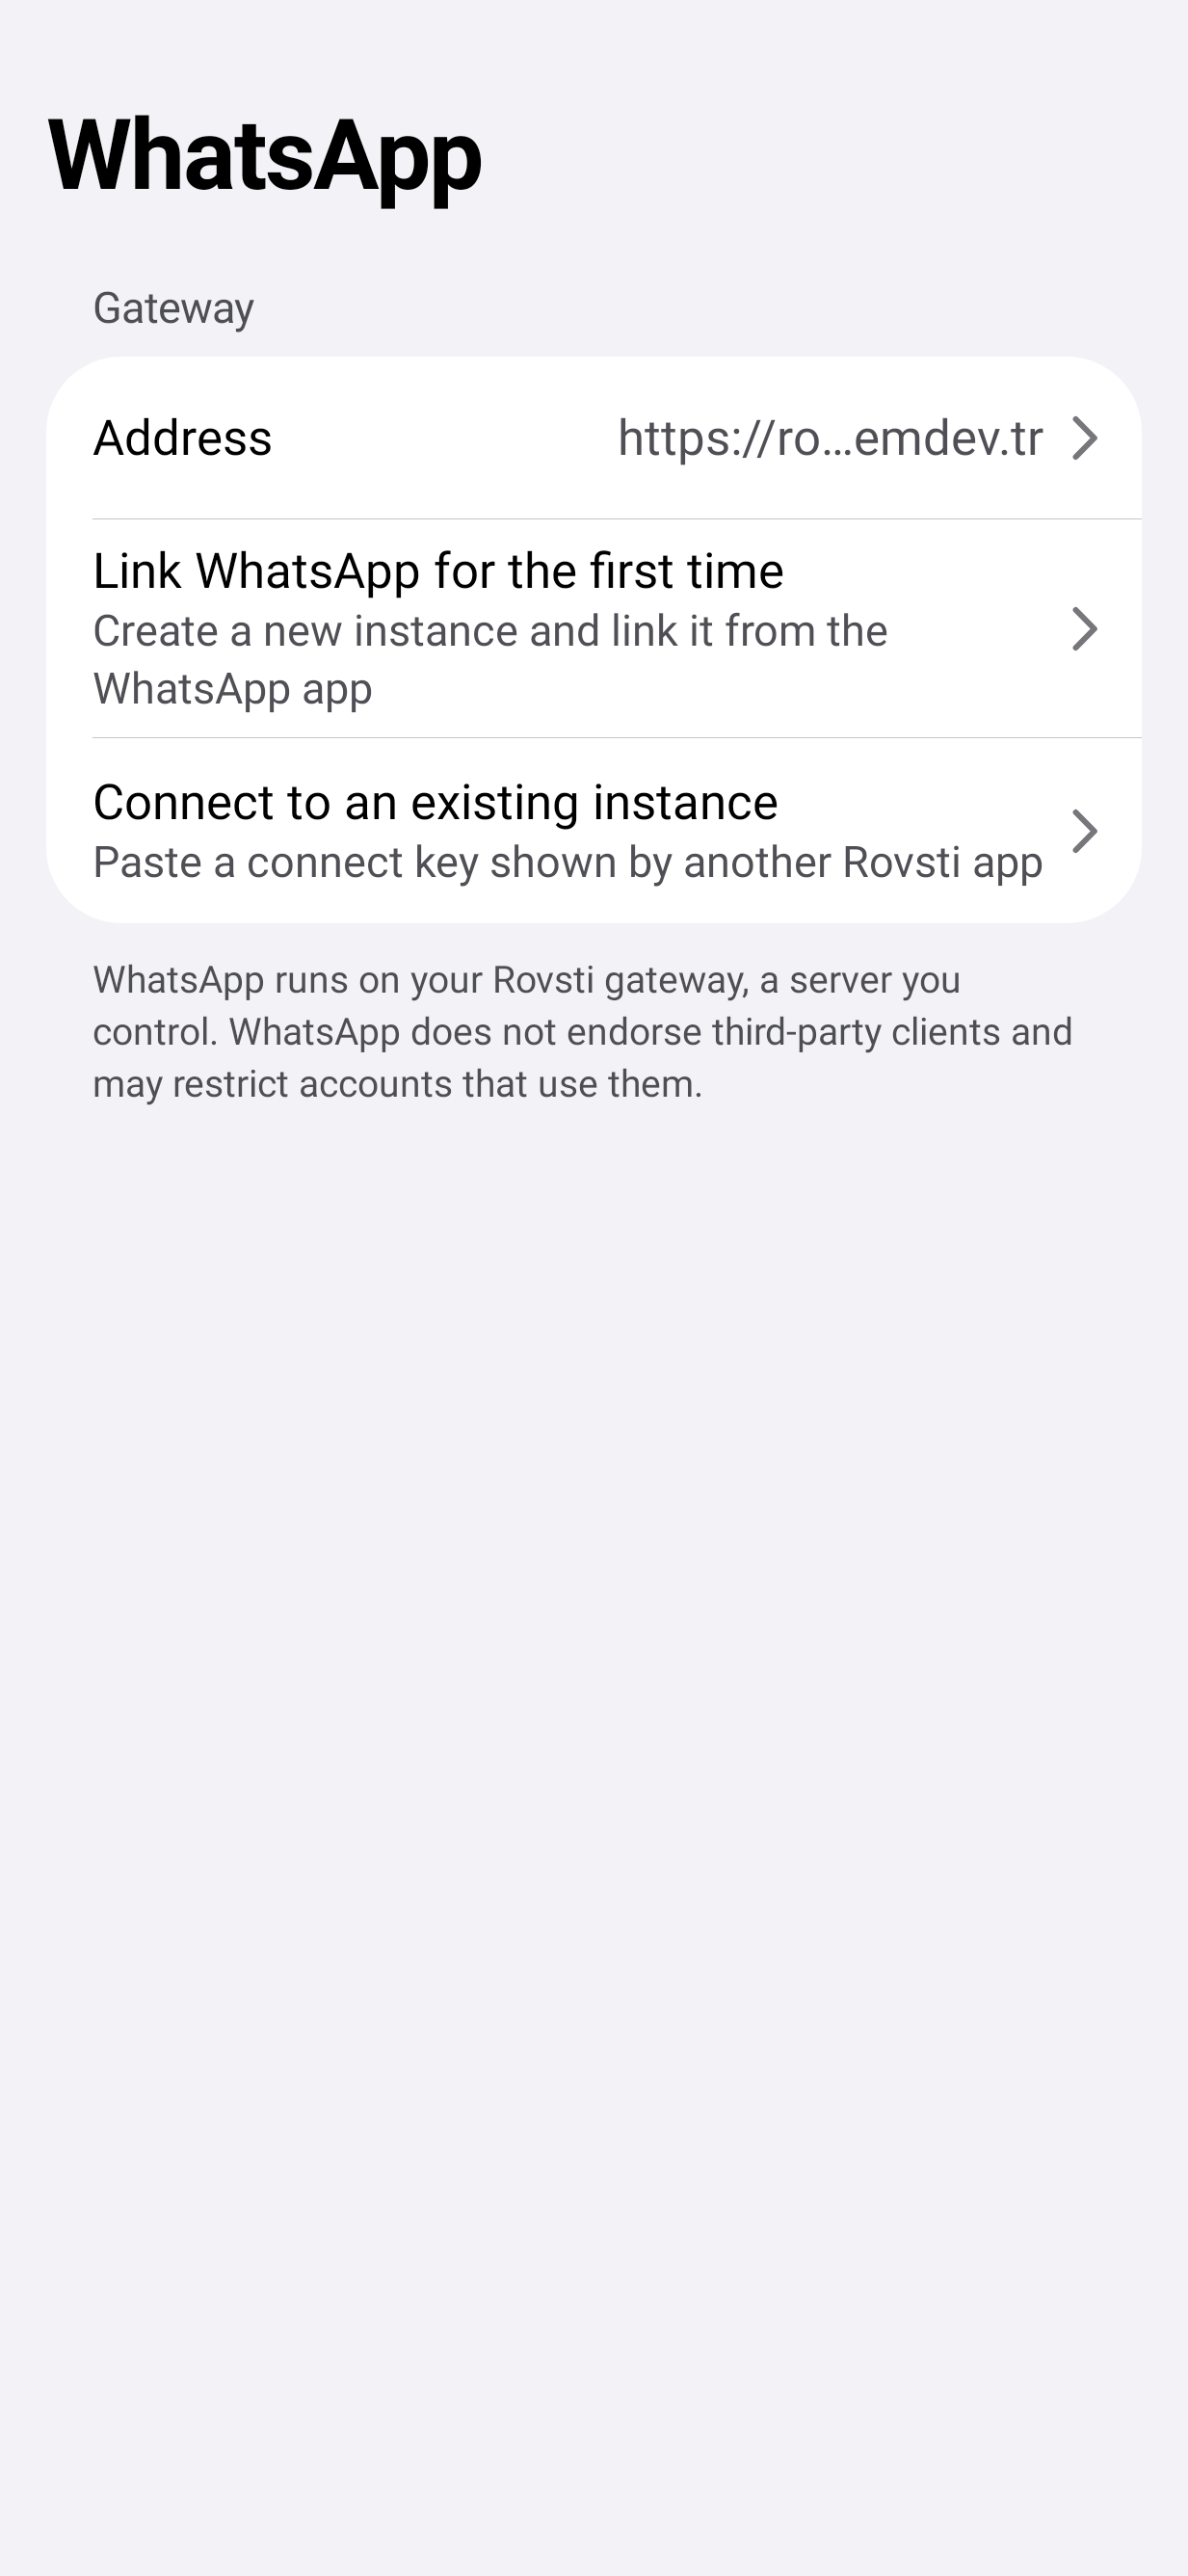 WhatsApp
Gateway
Address https://ro...emdev.tr
Link WhatsApp for the first time
Create a new instance and link it from the
WhatsApp app
Connect to an existing instance
Paste a connect key shown by another Rovsti app
WhatsApp runs on your Rovsti gateway, a server you
control. WhatsApp does not endorse third-party clients and
may restrict accounts that use them.